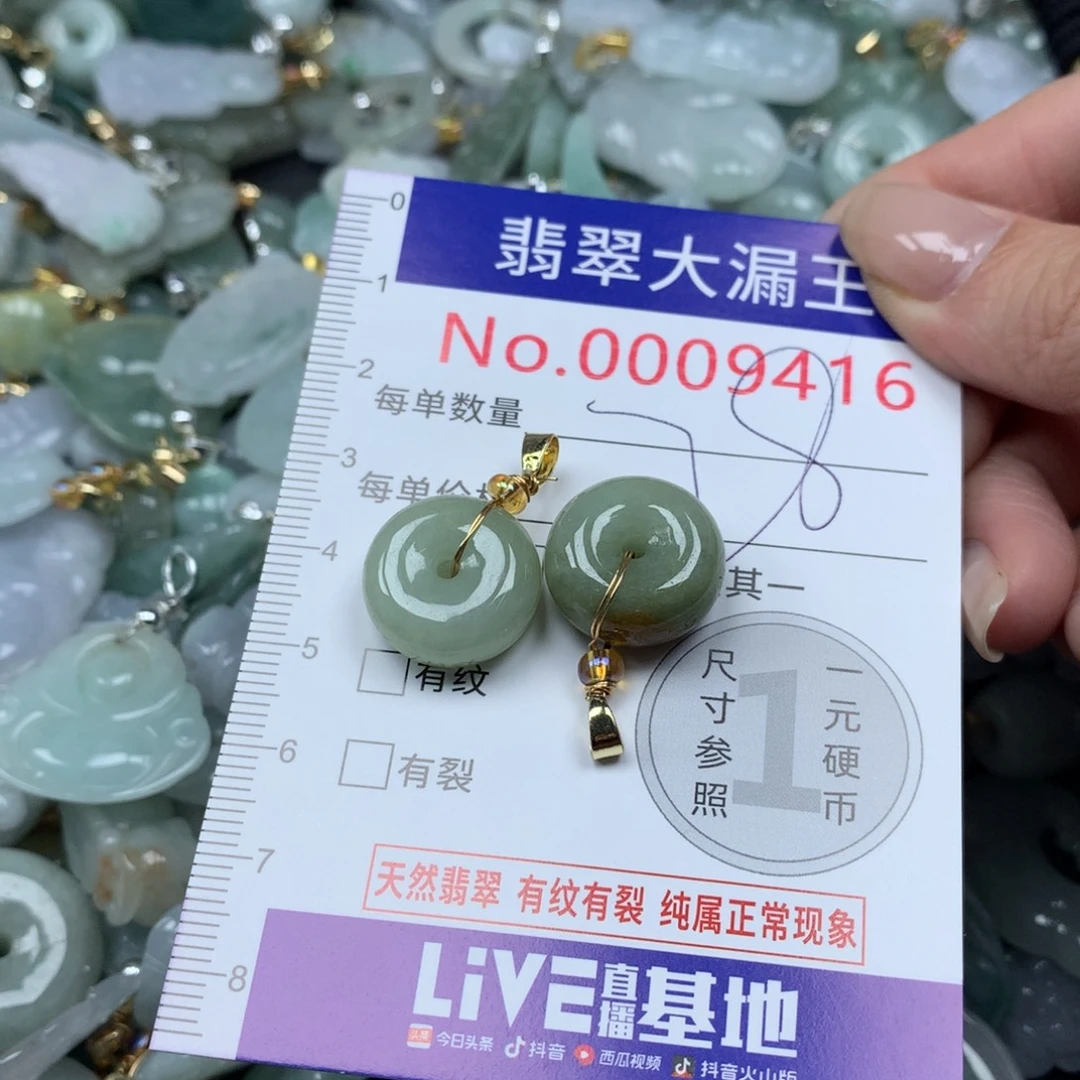 0
翡翠大漏王
1
No.0009416
2
每单数量
3
每单价格
4
其一
5
有纹
尺寸参照
1
一元硬币
6
有裂
7
天然翡翠 有纹有裂 纯属正常现象
8
LiVE直播基地
头条 今日头条 抖音 西瓜视频 抖音火山版